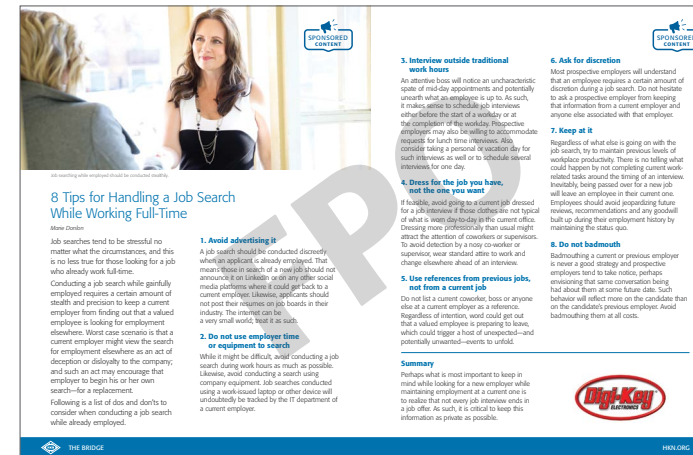 SPONSORED
CONTENT
Job searching while employed should be conducted stealthily.
8 Tips for Handling a Job Search
While Working Full-Time
Marie Donlon
Job searches tend to be stressful no
matter what the circumstances, and this
is no less true for those looking for a job
who already work full-time.
Conducting a job search while gainfully
employed requires a certain amount of
stealth and precision to keep a current
employer from finding out that a valued
employee is looking for employment
elsewhere. Worst case scenario is that a
current employer might view the search
for employment elsewhere as an act of
deception or disloyalty to the company;
and such an act may encourage that
employer to begin his or her own
search—for a replacement.
Following is a list of dos and don'ts to
consider when conducting a job search
while already employed.
1. Avoid advertising it
A job search should be conducted discreetly
when an applicant is already employed. That
means those in search of a new job should not
announce it on LinkedIn or on any other social
media platforms where it could get back to a
current employer. Likewise, applicants should
not post their resumes on job boards in their
industry. The internet can be
a very small world; treat it as such.
2. Do not use employer time
or equipment to search
While it might be difficult, avoid conducting a job
search during work hours as much as possible.
Likewise, avoid conducting a search using
company equipment. Job searches conducted
using a work-issued laptop or other device will
undoubtedly be tracked by the IT department of
a current employer.
3. Interview outside traditional
work hours
An attentive boss will notice an uncharacteristic
spate of mid-day appointments and potentially
unearth what an employee is up to. As such,
it makes sense to schedule job interviews
either before the start of a workday or at
the completion of the workday. Prospective
employers may also be willing to accommodate
requests for lunch time interviews. Also
consider taking a personal or vacation day for
such interviews as well or to schedule several
interviews for one day.
4. Dress for the job you have,
not the one you want
If feasible, avoid going to a current job dressed
for a job interview if those clothes are not typical
of what is worn day-to-day in the current office.
Dressing more professionally than usual might
attract the attention of coworkers or supervisors.
To avoid detection by a nosy co-worker or
supervisor, wear standard attire to work and
change elsewhere ahead of an interview.
5. Use references from previous jobs,
not from a current job
Do not list a current coworker, boss or anyone
else at a current employer as a reference.
Regardless of intention, word could get out
that a valued employee is preparing to leave,
which could trigger a host of unexpected—and
potentially unwanted—events to unfold.
Summary
Perhaps what is most important to keep in
mind while looking for a new employer while
maintaining employment at a current one is
to realize that not every job interview ends in
a job offer. As such, it is critical to keep this
information as private as possible.
SPONSORED
CONTENT
6. Ask for discretion
Most prospective employers will understand
that an employee requires a certain amount of
discretion during a job search. Do not hesitate
to ask a prospective employer from keeping
that information from a current employer and
anyone else associated with that employer.
7. Keep at it
Regardless of what else is going on with the
job search, try to maintain previous levels of
workplace productivity. There is no telling what
could happen by not completing current work-
related tasks around the timing of an interview.
Inevitably, being passed over for a new job
will leave an employee in their current one.
Employees should avoid jeopardizing future
reviews, recommendations and any goodwill
built up during their employment history by
maintaining the status quo.
8. Do not badmouth
Badmouthing a current or previous employer
is never a good strategy and prospective
employers tend to take notice, perhaps
envisioning that same conversation being
had about them at some future date. Such
behavior will reflect more on the candidate than
on the candidate's previous employer. Avoid
badmouthing them at all costs.
Digi-Key
ELECTRONICS
FPO
THE BRIDGE
HKN.ORG